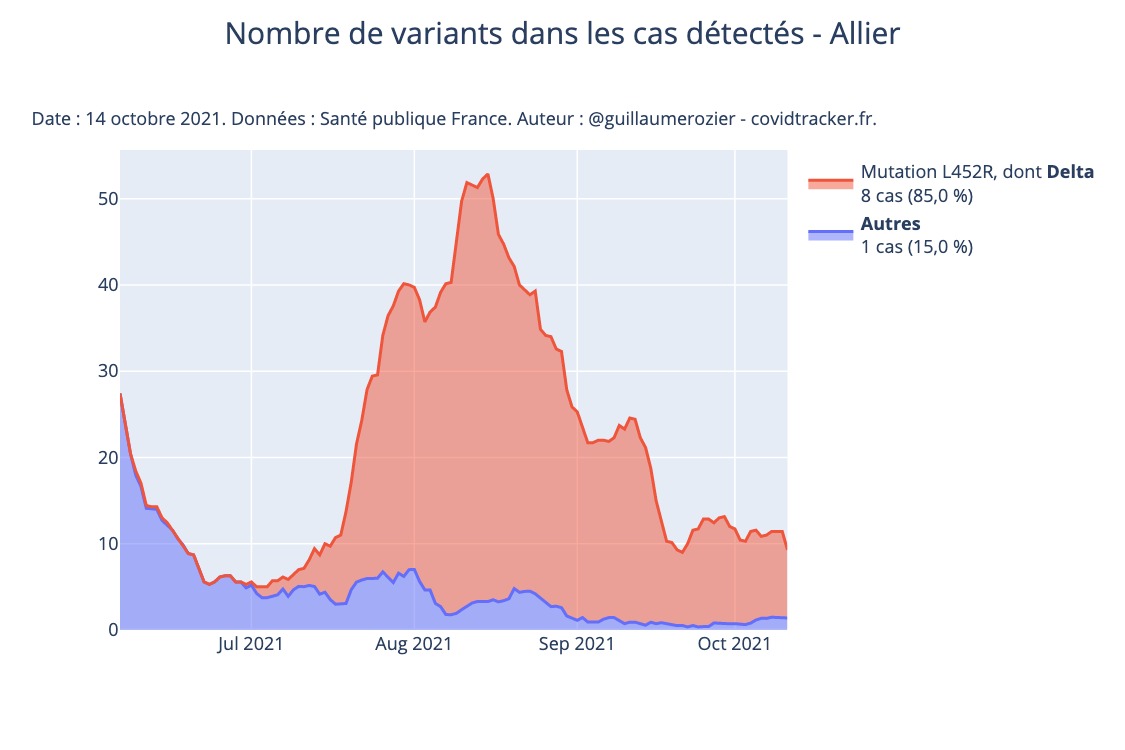 Nombre de variants dans les cas détectés - Allier
Date : 14 octobre 2021. Données : Santé publique France. Auteur : @guillaumerozier - covidtracker.fr.
Mutation L452R, dont Delta
8 cas (85,0 %)
Autres
1 cas (15,0 %)
50
40
30
20
10
0
Jul 2021 Aug 2021 Sep 2021 Oct 2021